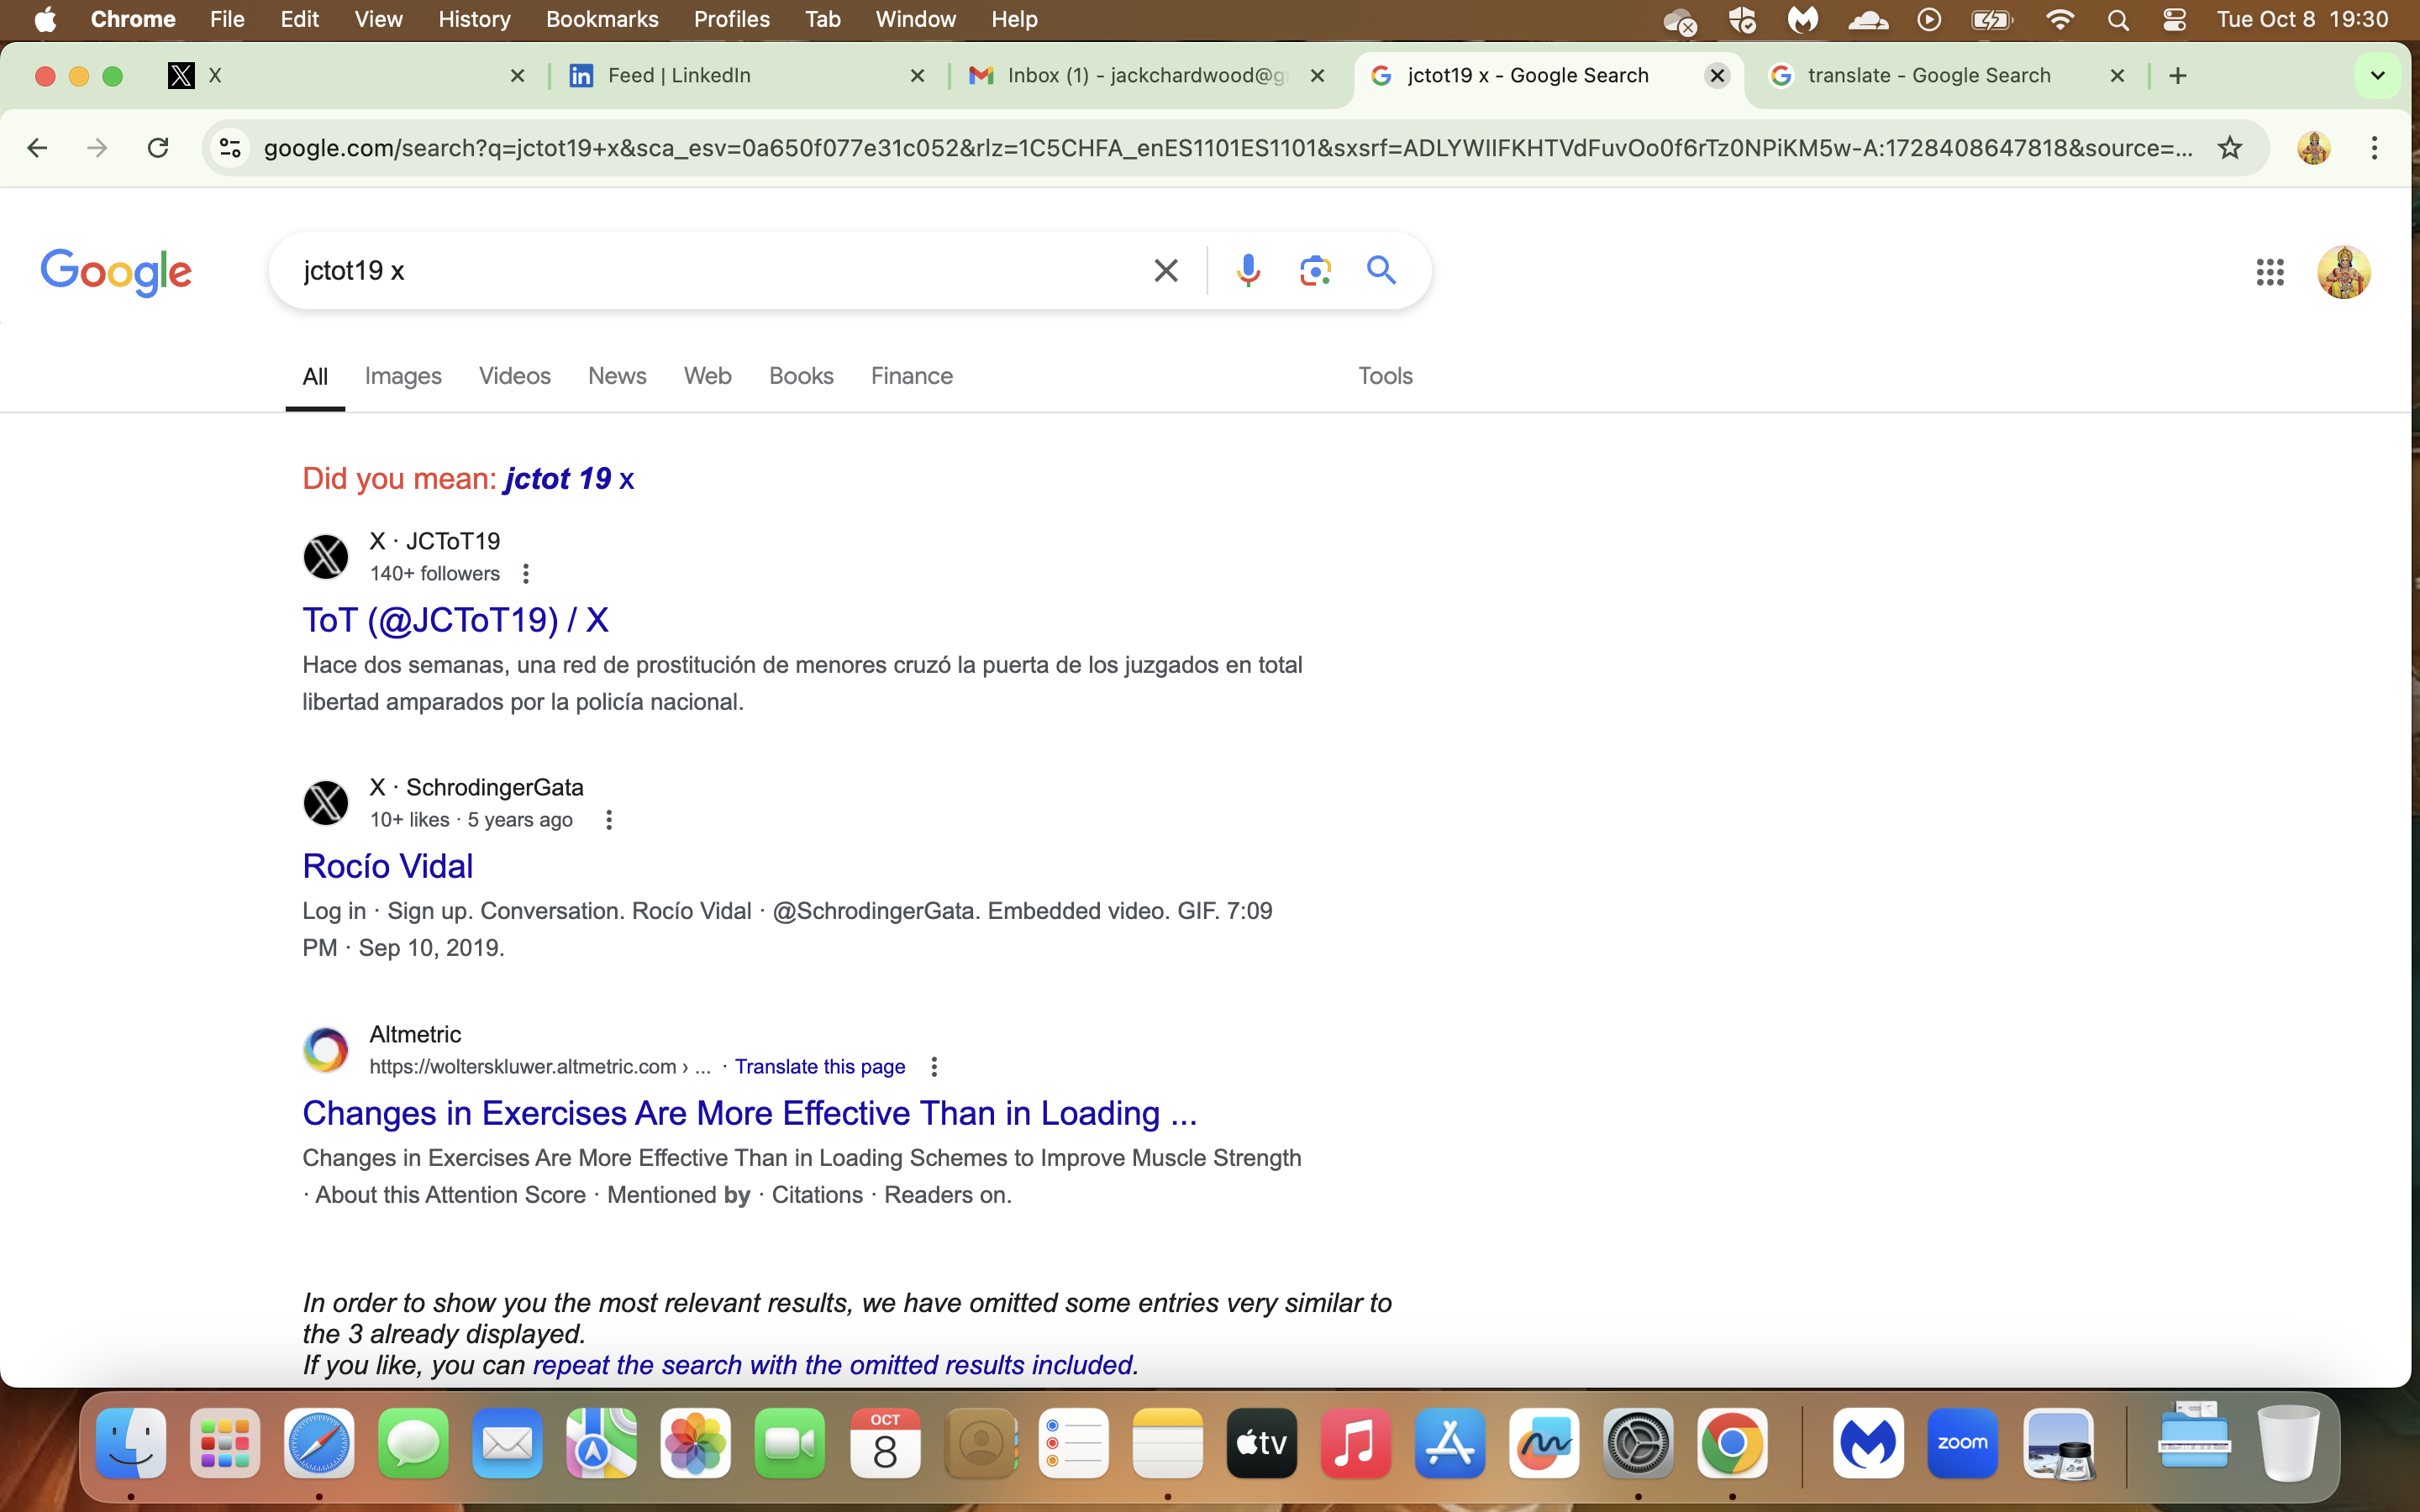 Chrome File Edit View History Bookmarks Profiles Tab Window Help Tue Oct 8 19:30
X Feed | LinkedIn Inbox (1) - jackchardwood@g jctot19 x - Google Search translate - Google Search
google.com/search?q=jctot19+x&sca_esv=0a650f077e31c052&rlz=1C5CHFA_enES1101ES1101&sxsrf=ADLYWIIFKHTVdFuvOo0f6rTz0NPiKM5w-A:1728408647818&source=...
Google jctot19 x
All Images Videos News Web Books Finance Tools
Did you mean: jctot 19 x
X · JCToT19
140+ followers
ToT (@JCToT19) / X
Hace dos semanas, una red de prostitución de menores cruzó la puerta de los juzgados en total
libertad amparados por la policía nacional.
X · SchrodingerGata
10+ likes · 5 years ago
Rocío Vidal
Log in · Sign up. Conversation. Rocío Vidal · @SchrodingerGata. Embedded video. GIF. 7:09
PM · Sep 10, 2019.
Altmetric
https://wolterskluwer.altmetric.com › ... · Translate this page
Changes in Exercises Are More Effective Than in Loading ...
Changes in Exercises Are More Effective Than in Loading Schemes to Improve Muscle Strength
· About this Attention Score · Mentioned by · Citations · Readers on.
In order to show you the most relevant results, we have omitted some entries very similar to
the 3 already displayed.
If you like, you can repeat the search with the omitted results included.
OCT
8
tv
zoom